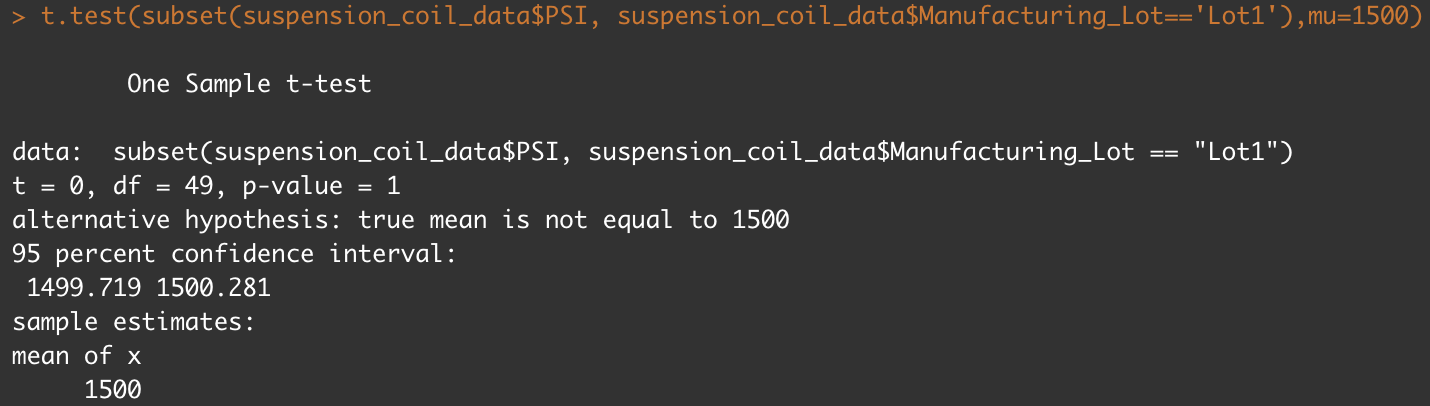 > t.test(subset(suspension_coil_data$PSI, suspension_coil_data$Manufacturing_Lot=='Lot1'),mu=1500)
One Sample t-test
data:  subset(suspension_coil_data$PSI, suspension_coil_data$Manufacturing_Lot == "Lot1")
t = 0, df = 49, p-value = 1
alternative hypothesis: true mean is not equal to 1500
95 percent confidence interval:
 1499.719 1500.281
sample estimates:
mean of x
     1500